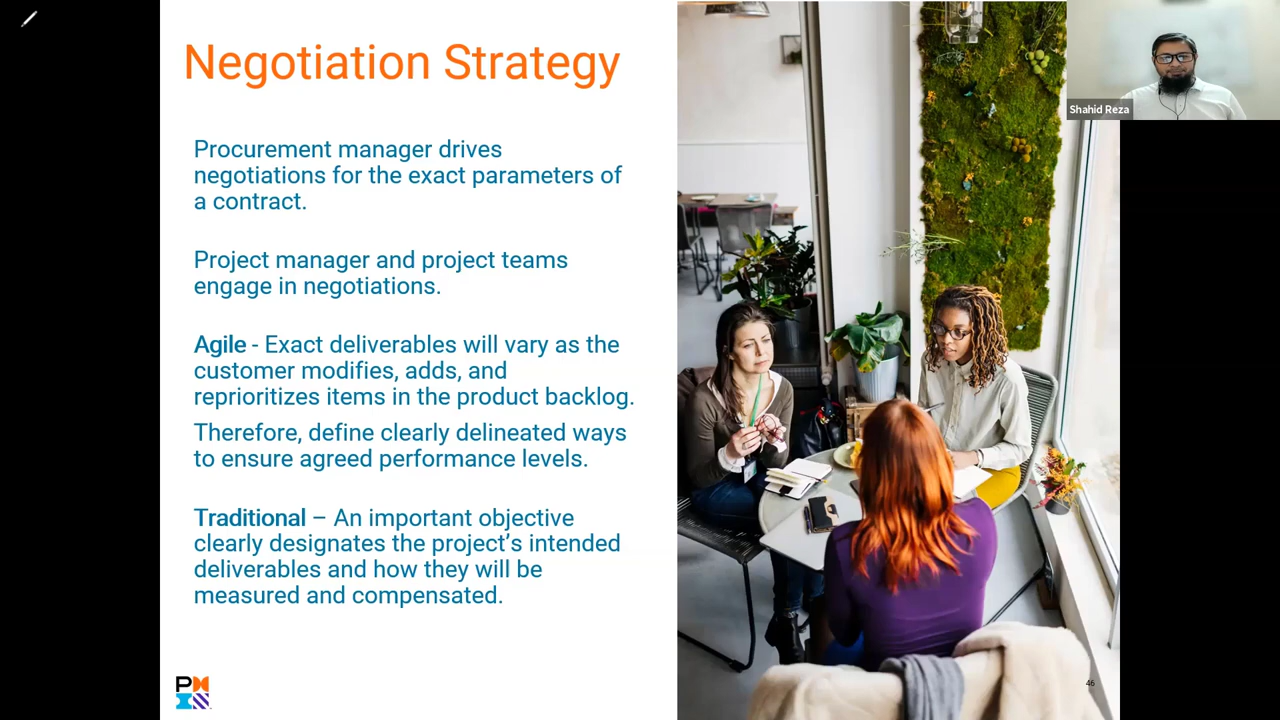 Negotiation Strategy
Shahid Reza
Procurement manager drives
negotiations for the exact parameters of
a contract.
Project manager and project teams
engage in negotiations.
Agile - Exact deliverables will vary as the
customer modifies, adds, and
reprioritizes items in the product backlog.
Therefore, define clearly delineated ways
to ensure agreed performance levels.
Traditional – An important objective
clearly designates the project’s intended
deliverables and how they will be
measured and compensated.
PMI
46